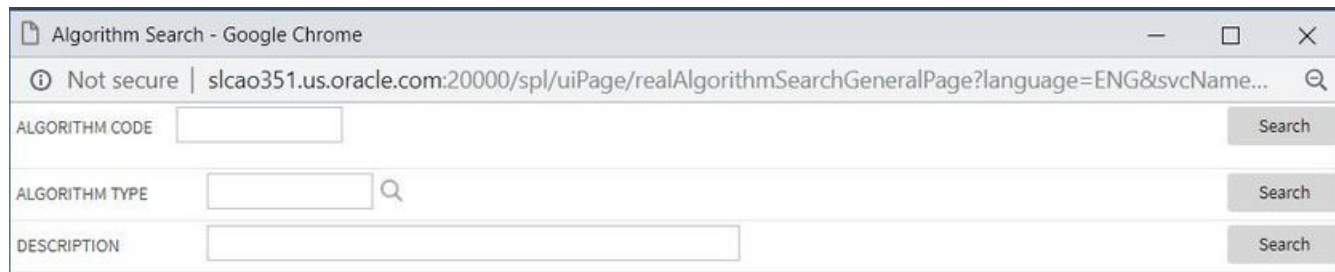 Algorithm Search - Google Chrome
Not secure | slcao351.us.oracle.com:20000/spl/uiPage/realAlgorithmSearchGeneralPage?language=ENG&svcName...
ALGORITHM CODE Search
ALGORITHM TYPE Search
DESCRIPTION Search